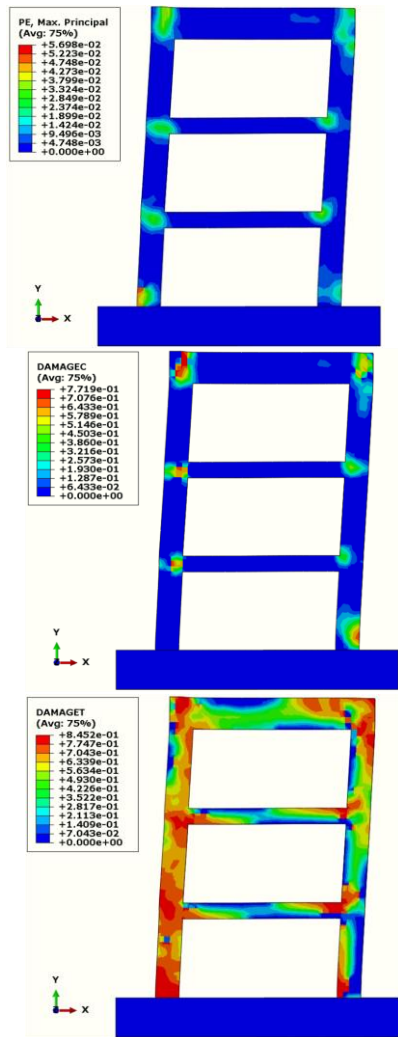 PE, Max. Principal
(Avg: 75%)
+5.698e-02
+5.223e-02
+4.748e-02
+4.273e-02
+3.799e-02
+3.324e-02
+2.849e-02
+2.374e-02
+1.899e-02
+1.424e-02
+9.496e-03
+4.748e-03
+0.000e+00
Y
X
DAMAGEC
(Avg: 75%)
+7.719e-01
+7.076e-01
+6.433e-01
+5.789e-01
+5.146e-01
+4.503e-01
+3.860e-01
+3.216e-01
+2.573e-01
+1.930e-01
+1.287e-01
+6.433e-02
+0.000e+00
Y
X
DAMAGET
(Avg: 75%)
+8.452e-01
+7.747e-01
+7.043e-01
+6.339e-01
+5.634e-01
+4.930e-01
+4.226e-01
+3.522e-01
+2.817e-01
+2.113e-01
+1.409e-01
+7.043e-02
+0.000e+00
Y
X